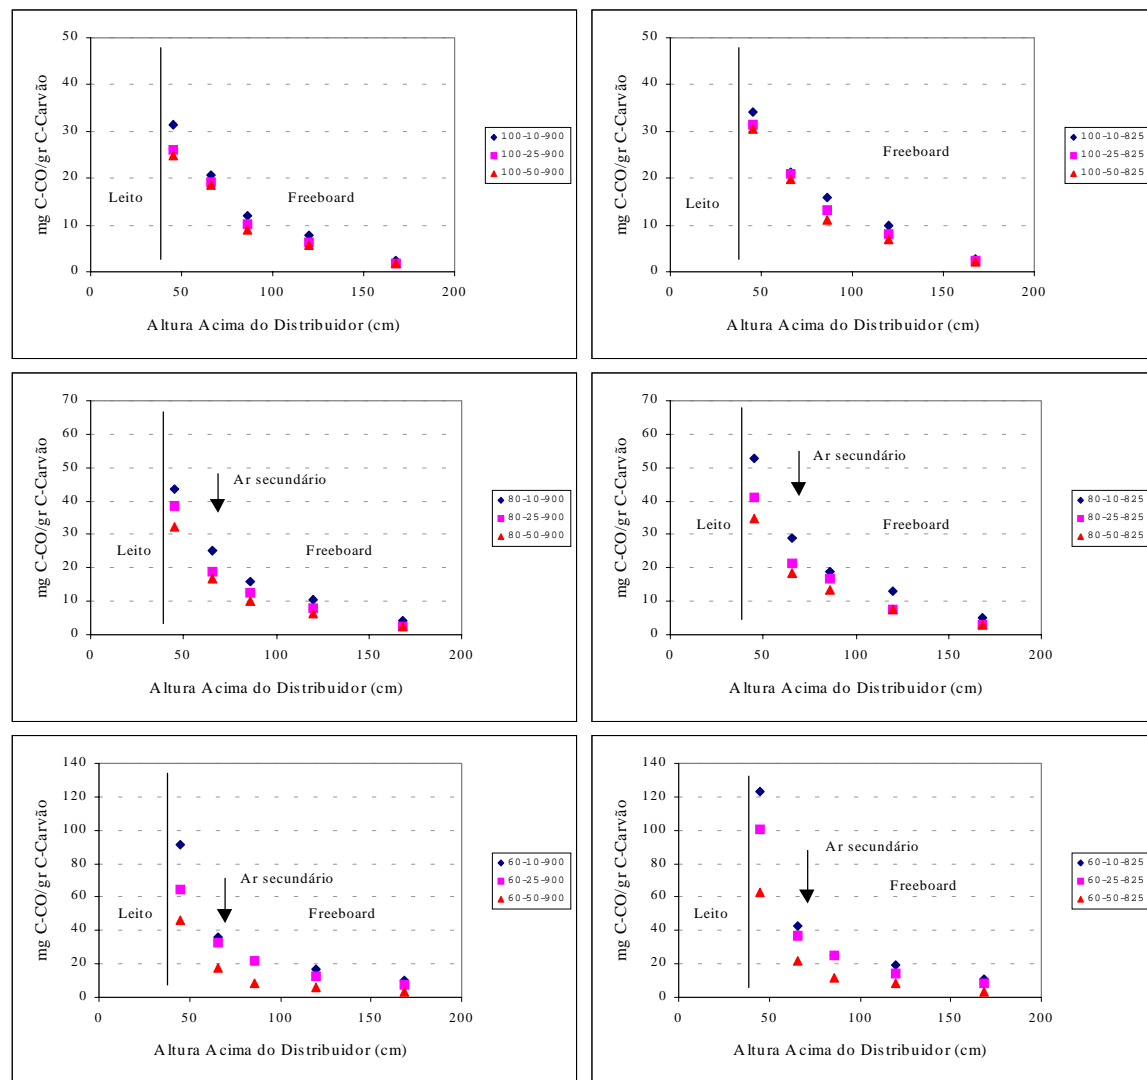 mg C-CO/gr C-Carvão
50
40
30
20
10
0
0 50 100 150 200
Leito
Freeboard
Altura Acima do Distribuidor (cm)
100-10-900
100-25-900
100-50-900
mg C-CO/gr C-Carvão
50
40
30
20
10
0
0 50 100 150 200
Leito
Freeboard
Altura Acima do Distribuidor (cm)
100-10-825
100-25-825
100-50-825
mg C-CO/gr C-Carvão
70
60
50
40
30
20
10
0
0 50 100 150 200
Ar secundário
Leito
Freeboard
Altura Acima do Distribuidor (cm)
80-10-900
80-25-900
80-50-900
mg C-CO/gr C-Carvão
70
60
50
40
30
20
10
0
0 50 100 150 200
Ar secundário
Leito
Freeboard
Altura Acima do Distribuidor (cm)
80-10-825
80-25-825
80-50-825
mg C-CO/gr C-Carvão
140
120
100
80
60
40
20
0
0 50 100 150 200
Ar secundário
Leito
Freeboard
Altura Acima do Distribuidor (cm)
60-10-900
60-25-900
60-50-900
mg C-CO/gr C-Carvão
140
120
100
80
60
40
20
0
0 50 100 150 200
Ar secundário
Leito
Freeboard
Altura Acima do Distribuidor (cm)
60-10-825
60-25-825
60-50-825